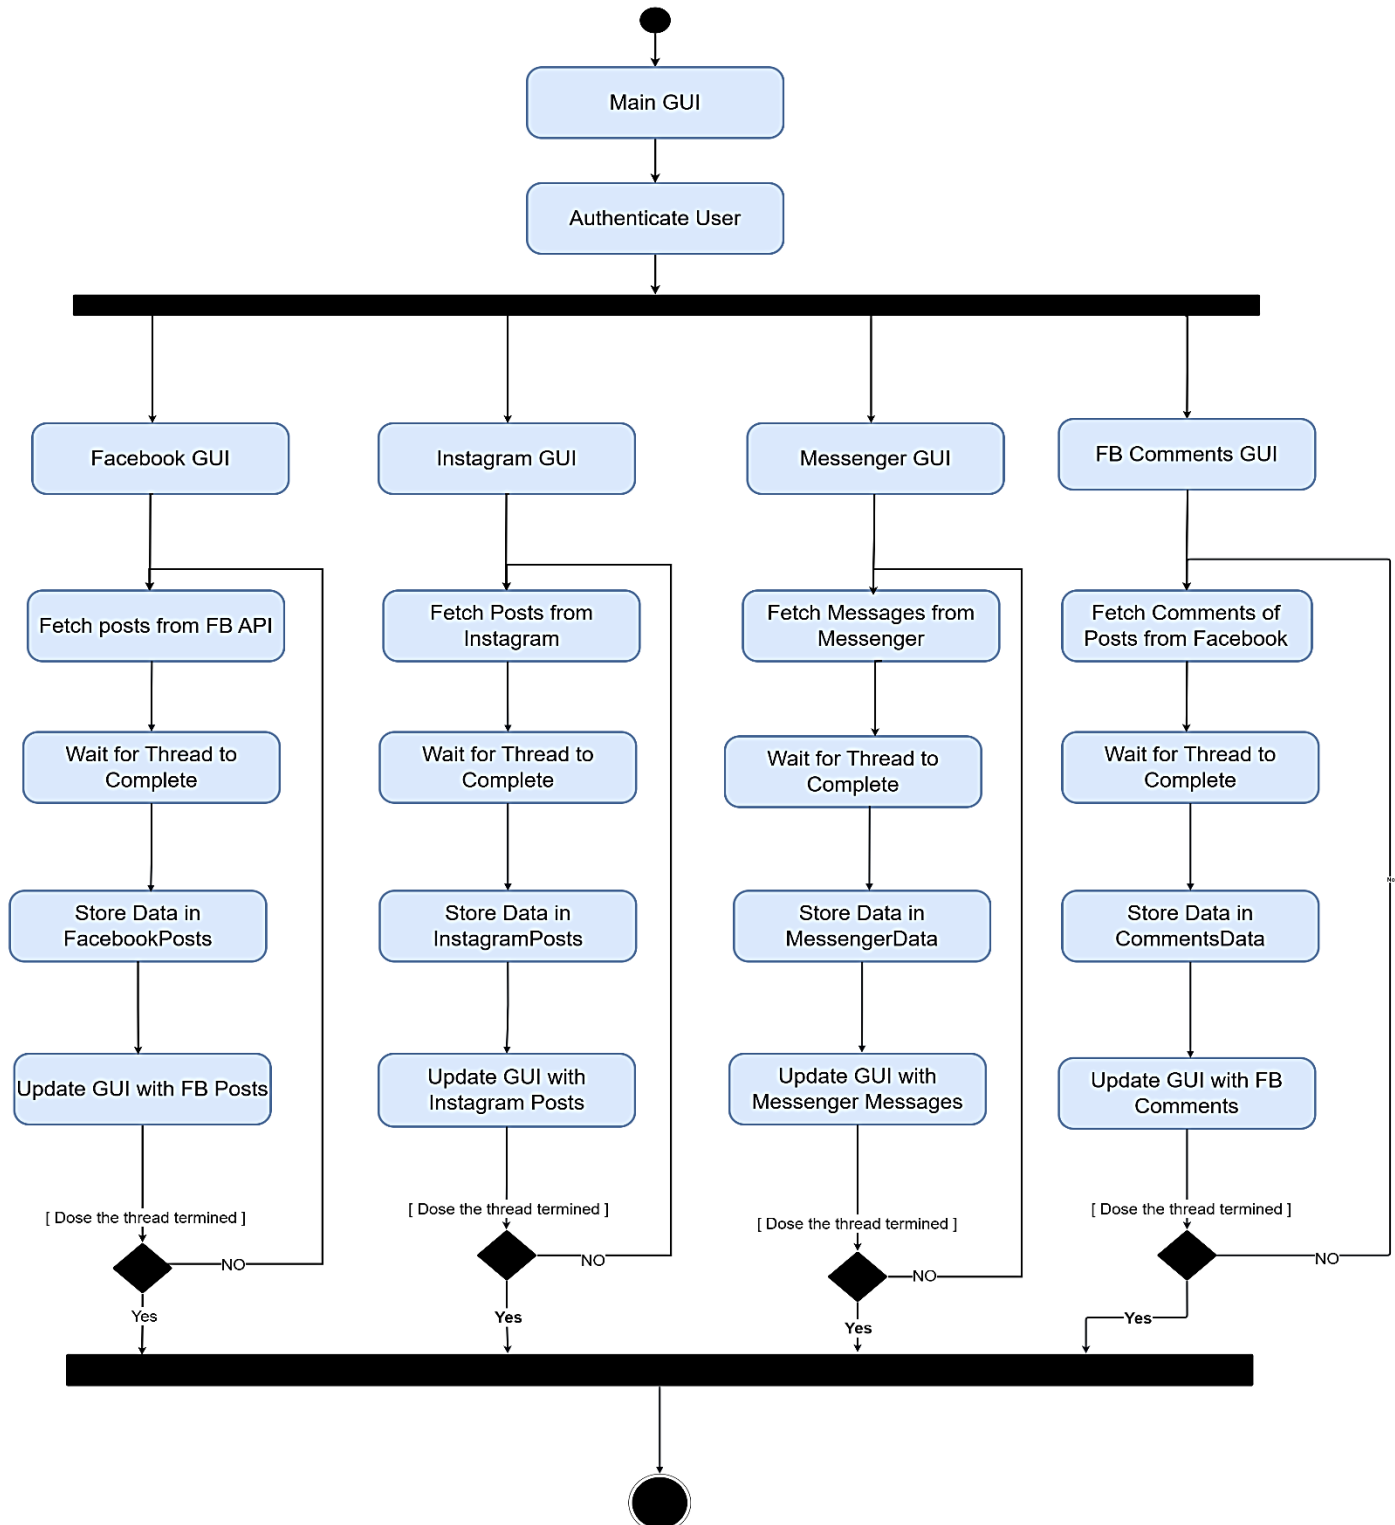 Main GUI
Authenticate User
Facebook GUI
Instagram GUI
Messenger GUI
FB Comments GUI
Fetch posts from FB API
Fetch Posts from
Instagram
Fetch Messages from
Messenger
Fetch Comments of
Posts from Facebook
Wait for Thread to
Complete
Wait for Thread to
Complete
Wait for Thread to
Complete
Wait for Thread to
Complete
Store Data in
FacebookPosts
Store Data in
InstagramPosts
Store Data in
MessengerData
Store Data in
CommentsData
No
Update GUI with FB Posts
Update GUI with
Instagram Posts
Update GUI with
Messenger Messages
Update GUI with FB
Comments
[ Dose the thread termined ]
[ Dose the thread termined ]
[ Dose the thread termined ]
[ Dose the thread termined ]
NO
NO
NO
NO
Yes
Yes
Yes
Yes